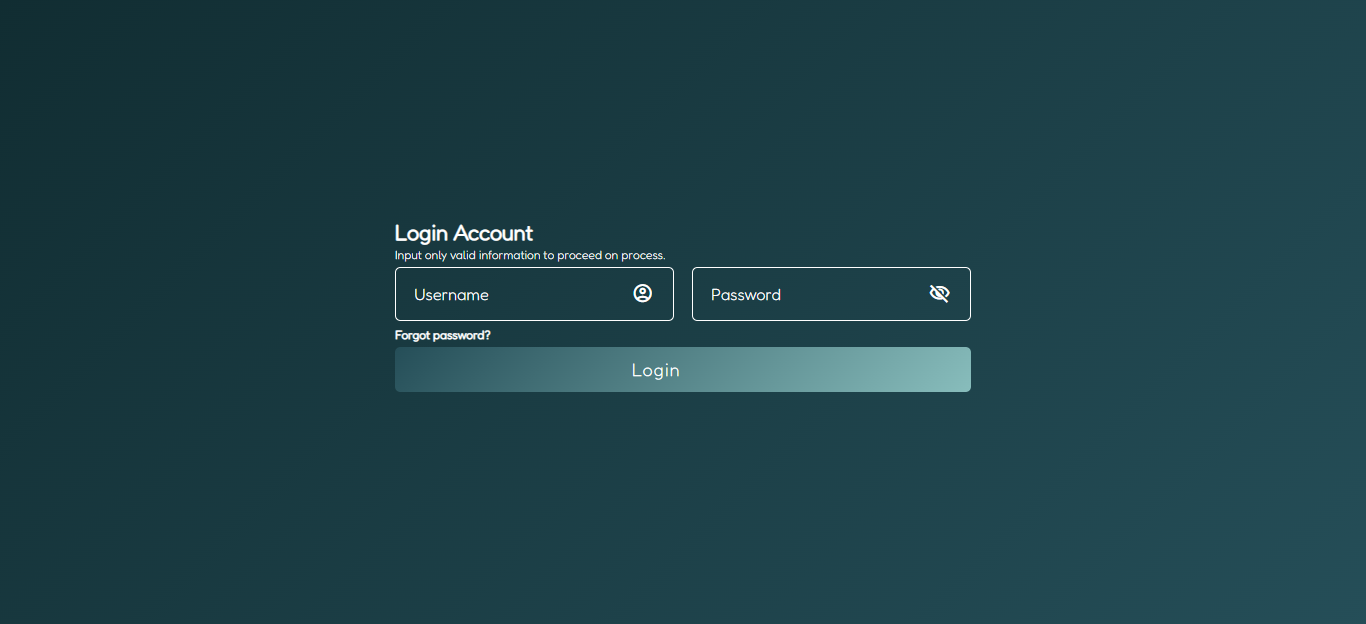 Login Account
Input only valid information to proceed on process.
Username
Password
Forgot password?
Login